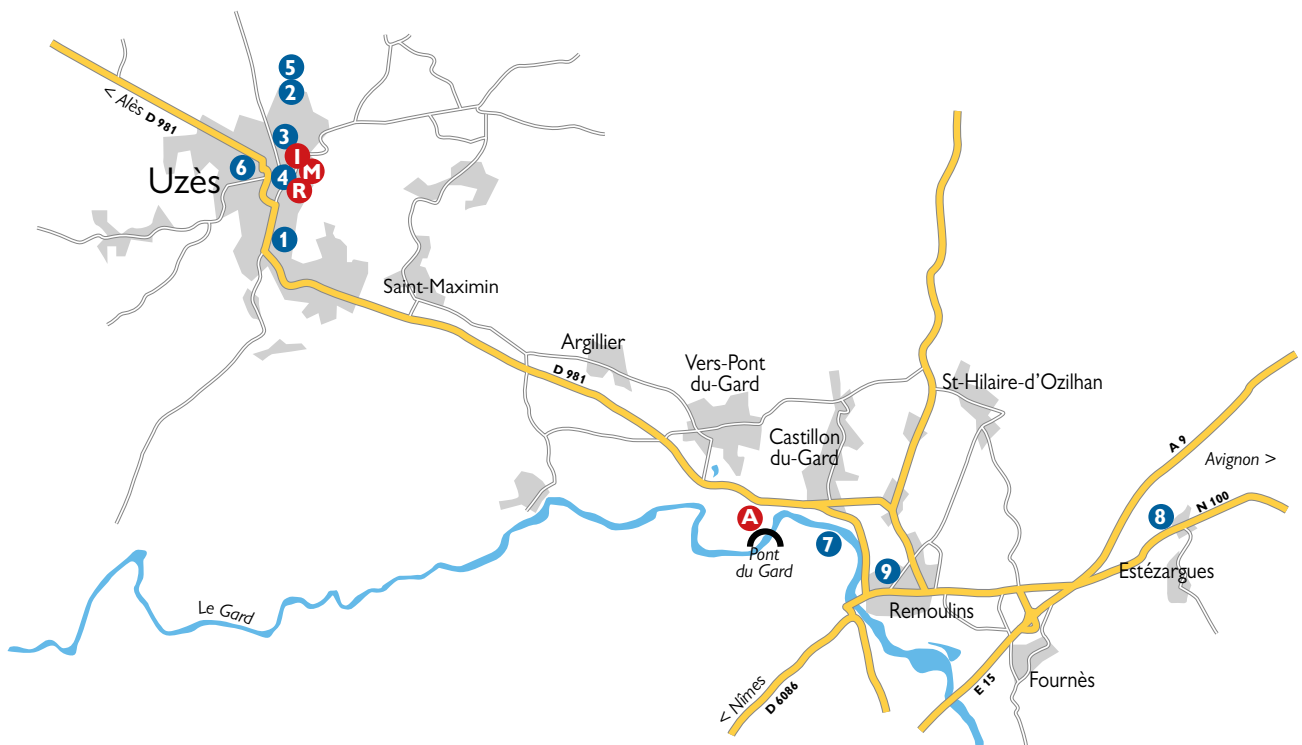 5
2
< Alès D 981
3
I
M
6
4
R
Uzès
1
Saint-Maximin
Argillier
D 981
Vers-Pont
du-Gard
St-Hilaire-d'Ozilhan
Castillon
du-Gard
A 9
Avignon >
N 100
8
A
7
Pont
du Gard
9
Estézargues
Le Gard
Remoulins
Fournès
E 15
< Nîmes
D 6086